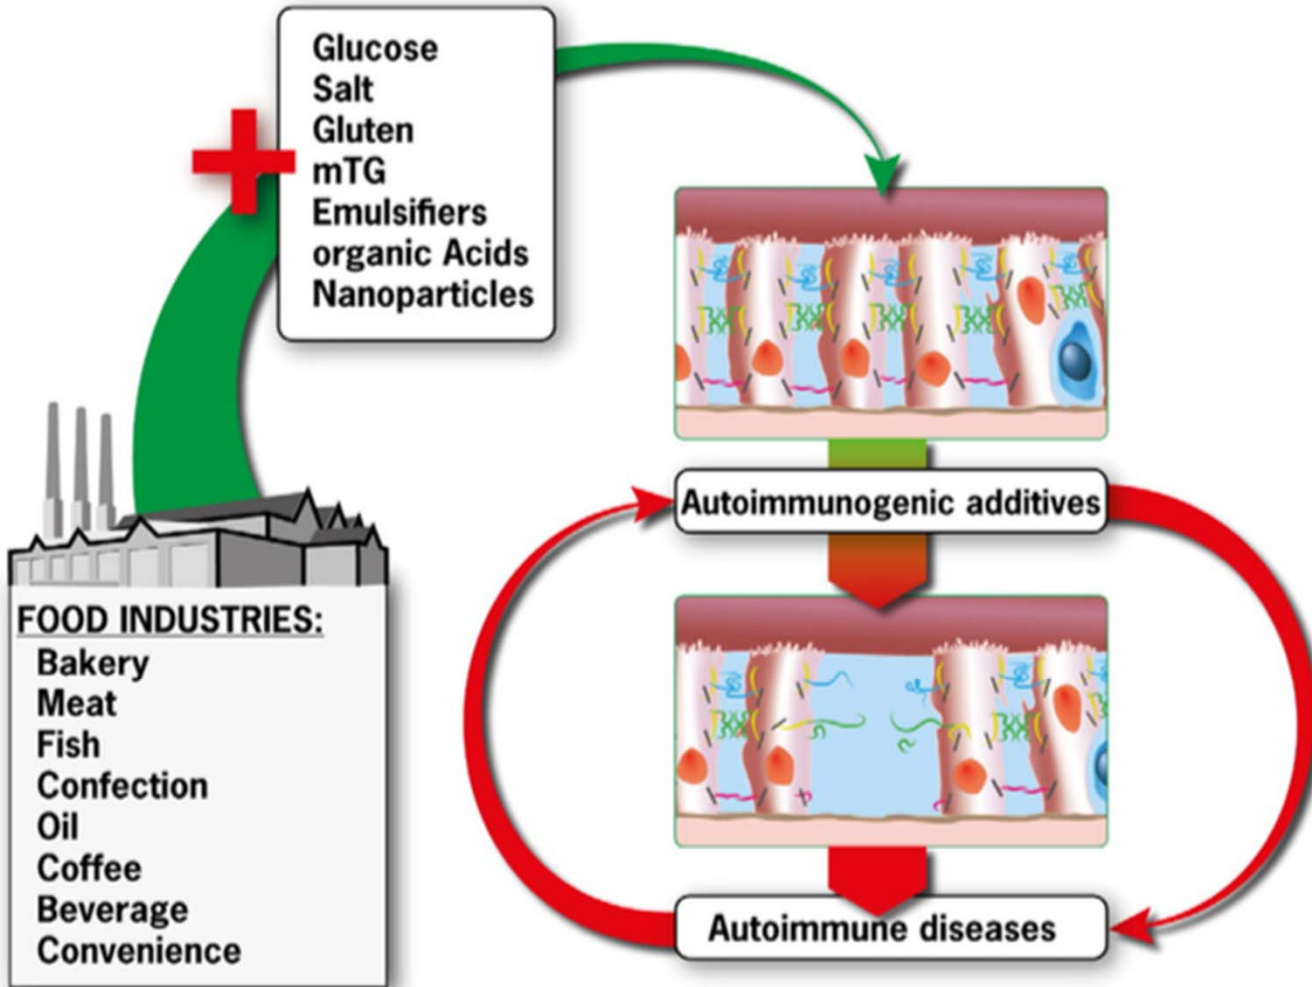 Glucose
Salt
Gluten
mTG
Emulsifiers
organic Acids
Nanoparticles
Autoimmunogenic additives
FOOD INDUSTRIES:
Bakery
Meat
Fish
Confection
Oil
Coffee
Beverage
Convenience
Autoimmune diseases